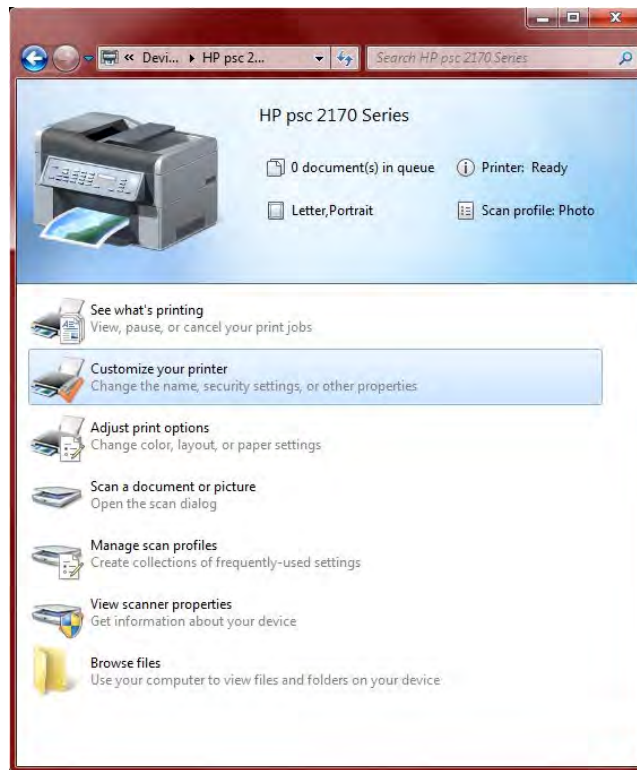 « Devi... ▸ HP psc 2... Search HP psc 2170 Series
HP psc 2170 Series
0 document(s) in queue Printer: Ready
Letter,Portrait Scan profile: Photo
See what's printing
View, pause, or cancel your print jobs
Customize your printer
Change the name, security settings, or other properties
Adjust print options
Change color, layout, or paper settings
Scan a document or picture
Open the scan dialog
Manage scan profiles
Create collections of frequently-used settings
View scanner properties
Get information about your device
Browse files
Use your computer to view files and folders on your device